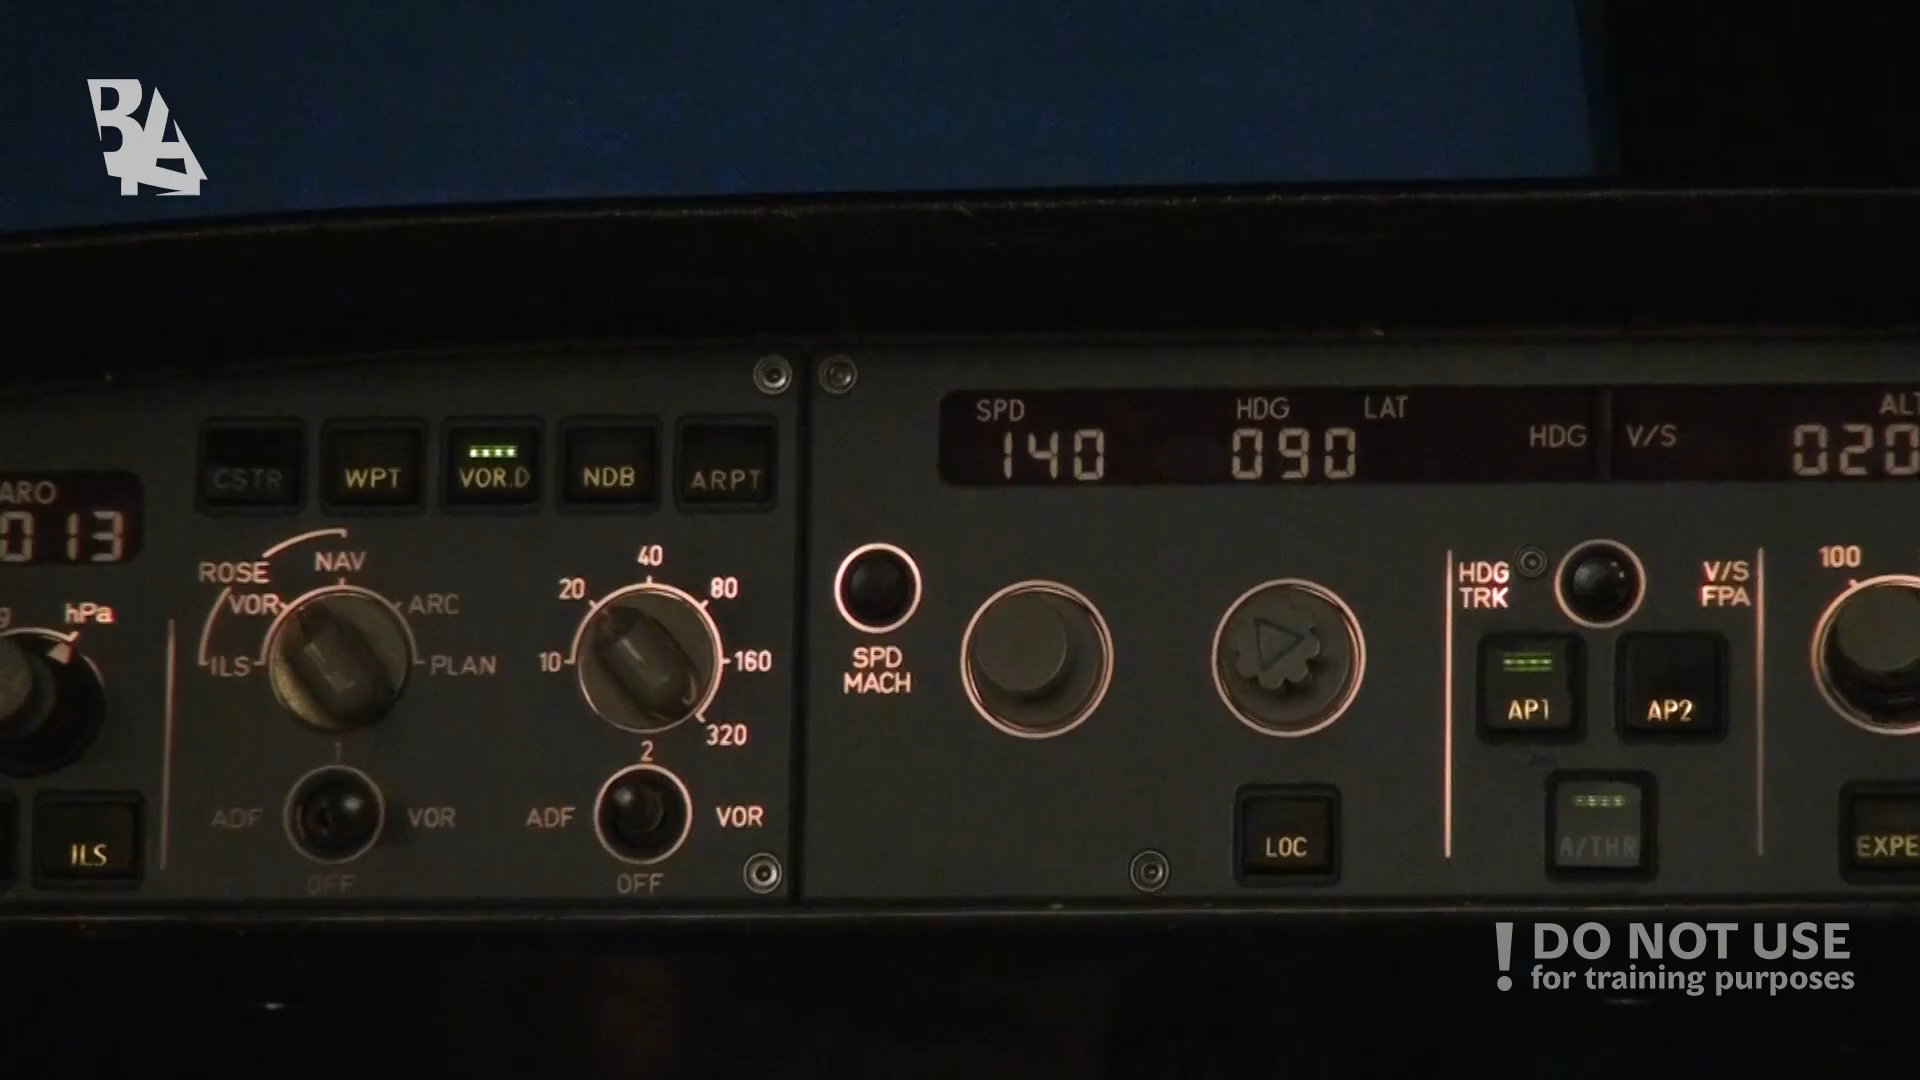 SPD
HDG
LAT
ALT
140
090
HDG
V/S
020
CSTR
WPT
VOR.D
NDB
ARPT
ARO
013
hPa
ROSE
NAV
VOR
ARC
ILS
PLAN
10
20
40
80
160
320
SPD
MACH
HDG
TRK
V/S
FPA
100
AP1
AP2
1
2
ADF
VOR
OFF
ADF
VOR
OFF
ILS
LOC
A/THR
EXPE
! DO NOT USE
for training purposes